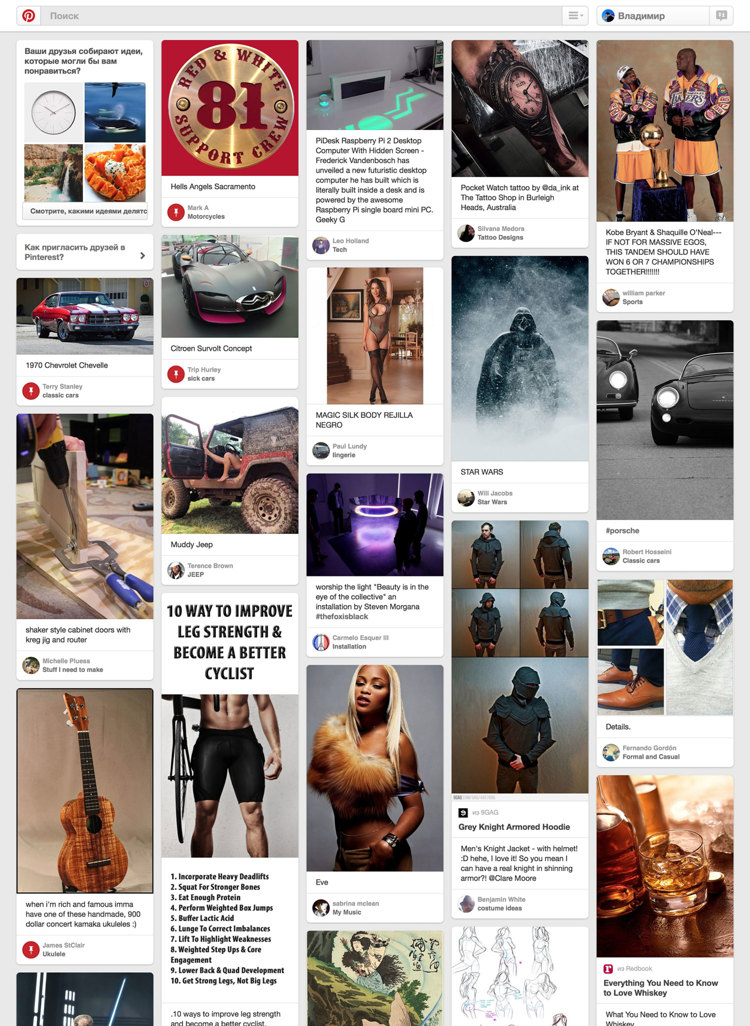 Поиск
Владимир
Ваши друзья собирают идеи,
которые могли бы вам
понравиться?
Смотрите, какими идеями делятс
Как пригласить друзей в
Pinterest?
1970 Chevrolet Chevelle
Terry Stanley
classic cars
shaker style cabinet doors with
kreg jig and router
Michelle Pluess
Stuff I need to make
when i'm rich and famous imma
have one of these handmade, 900
dollar concert kamaka ukuleles :)
James StClair
Ukulele
RED & WHITE
81
SUPPORT CREW
Hells Angels Sacramento
Mark A
Motorcycles
Citroen Survolt Concept
Trip Hurley
sick cars
Muddy Jeep
Terence Brown
JEEP
10 WAY TO IMPROVE
LEG STRENGTH &
BECOME A BETTER
CYCLIST
1. Incorporate Heavy Deadlifts
2. Squat For Stronger Bones
3. Eat Enough Protein
4. Perform Weighted Box Jumps
5. Buffer Lactic Acid
6. Lunge To Correct Imbalances
7. Lift To Highlight Weaknesses
8. Weighted Step Ups & Core
Engagement
9. Lower Back & Quad Development
10. Get Strong Legs, Not Big Legs
.10 ways to improve leg strength
and become a better cyclist.
PiDesk Raspberry Pi 2 Desktop
Computer With Hidden Screen -
Frederick Vandenbosch has
unveiled a new futuristic desktop
computer he has built which is
literally built inside a desk and is
powered by the awesome
Raspberry Pi single board mini PC.
Geeky G
Leo Holland
Tech
MAGIC SILK BODY REJILLA
NEGRO
Paul Lundy
lingerie
worship the light "Beauty is in the
eye of the collective" an
installation by Steven Morgana
#thefoxisblack
Carmelo Esquer III
Installation
Eve
sabrina mclean
My Music
Pocket Watch tattoo by @da_ink at
The Tattoo Shop in Burleigh
Heads, Australia
Silvana Medora
Tattoo Designs
STAR WARS
Will Jacobs
Star Wars
из 9GAG
Grey Knight Armored Hoodie
Men's Knight Jacket - with helmet!
:D hehe, I love it! So you mean I
can have a real knight in shinning
armor?! @Clare Moore
Benjamin White
costume ideas
Kobe Bryant & Shaquille O'Neal---
IF NOT FOR MASSIVE EGOS,
THIS TANDEM SHOULD HAVE
WON 6 OR 7 CHAMPIONSHIPS
TOGETHER!!!!!!!
william parker
Sports
#porsche
Robert Hosseini
Classic cars
Details.
Fernando Gordón
Formal and Casual
из Redbook
Everything You Need to Know
to Love Whiskey
What You Need to Know
About Whiskey